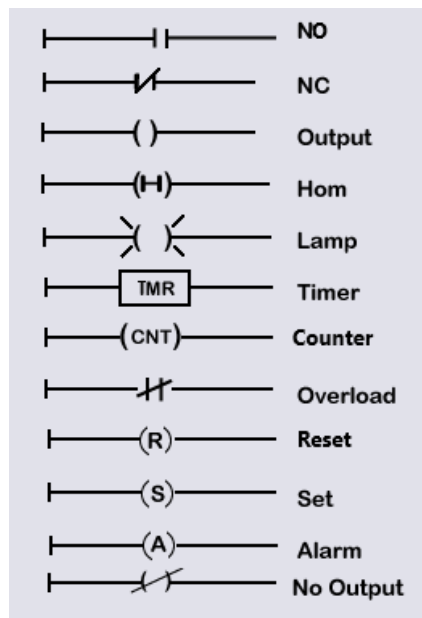 NO
NC
( ) Output
(H) Hom
( ) Lamp
TMR Timer
(CNT) Counter
Overload
(R) Reset
(S) Set
(A) Alarm
( ) No Output